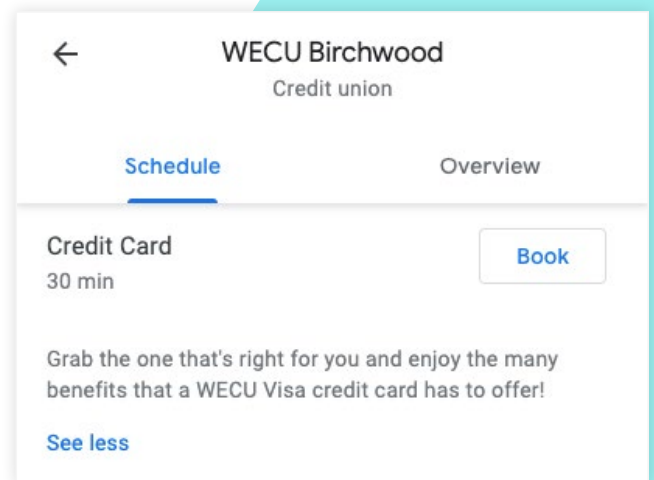 WECU Birchwood
Credit union
Schedule
Overview
Credit Card
30 min
Book
Grab the one that's right for you and enjoy the many
benefits that a WECU Visa credit card has to offer!
See less